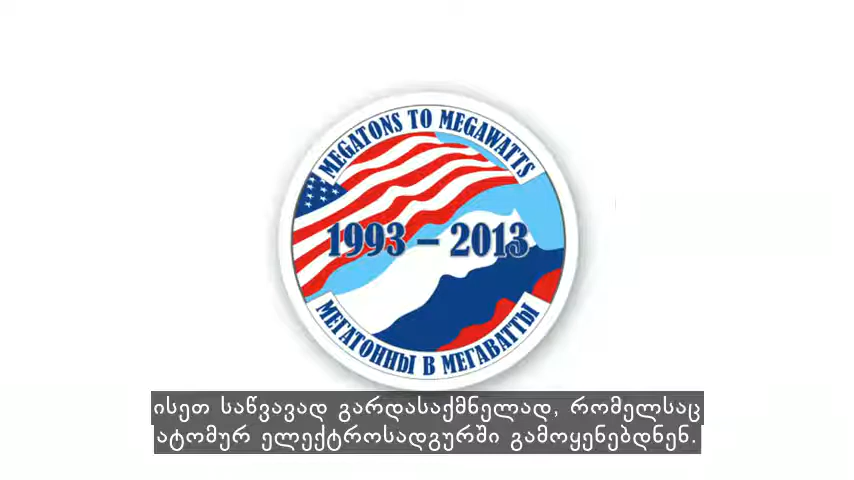 MEGATONS TO MEGAWATTS
1993 – 2013
МЕГАТОННЫ В МЕГАВАТТЫ
ისეთ საწვავად გარდასაქმნელად, რომელსაც
ატომურ ელექტროსადგურში გამოყენებდნენ.